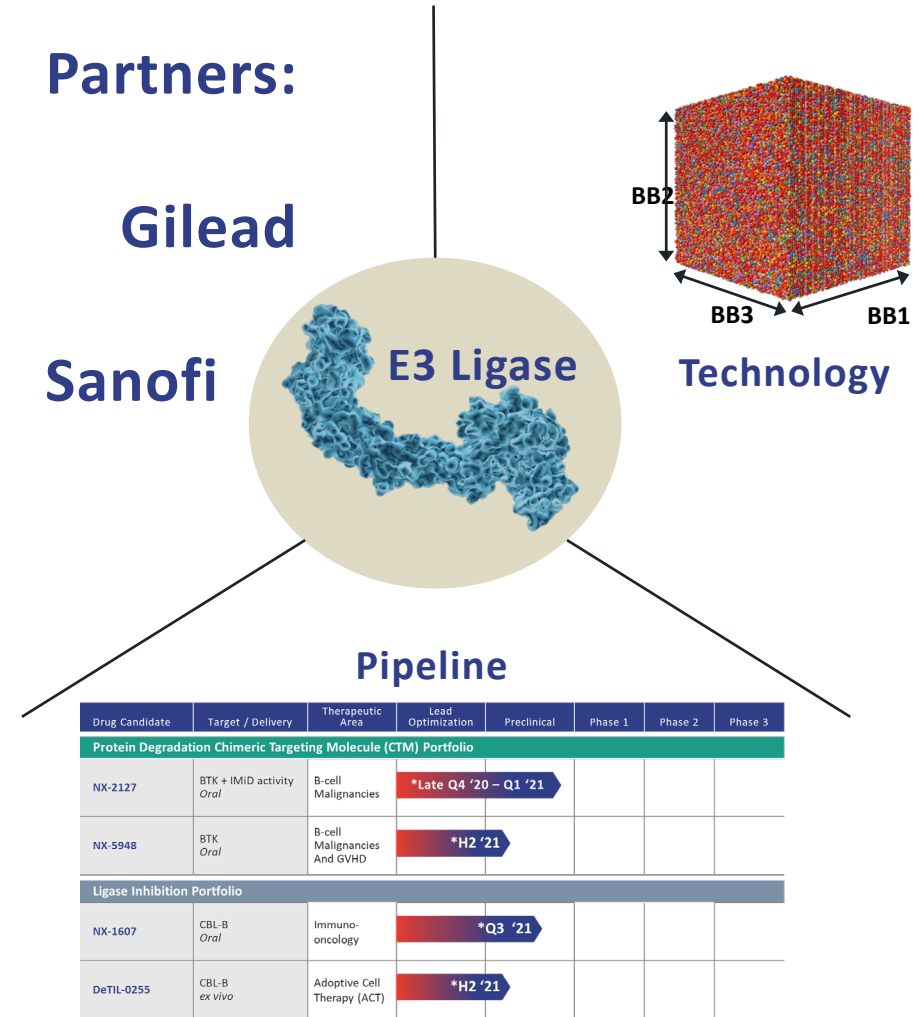 Partners:
Gilead
Sanofi
BB2
BB3
BB1
Technology
E3 Ligase
Pipeline
Drug Candidate
Target / Delivery
Therapeutic
Area
Lead
Optimization
Preclinical
Phase 1
Phase 2
Phase 3
Protein Degradation Chimeric Targeting Molecule (CTM) Portfolio
NX-2127
BTK + IMiD activity
Oral
B-cell
Malignancies
*Late Q4 ‘20 – Q1 ‘21
NX-5948
BTK
Oral
B-cell
Malignancies
And GVHD
*H2 ‘21
Ligase Inhibition Portfolio
NX-1607
CBL-B
Oral
Immuno-
oncology
*Q3 ‘21
DeTIL-0255
CBL-B
ex vivo
Adoptive Cell
Therapy (ACT)
*H2 ‘21